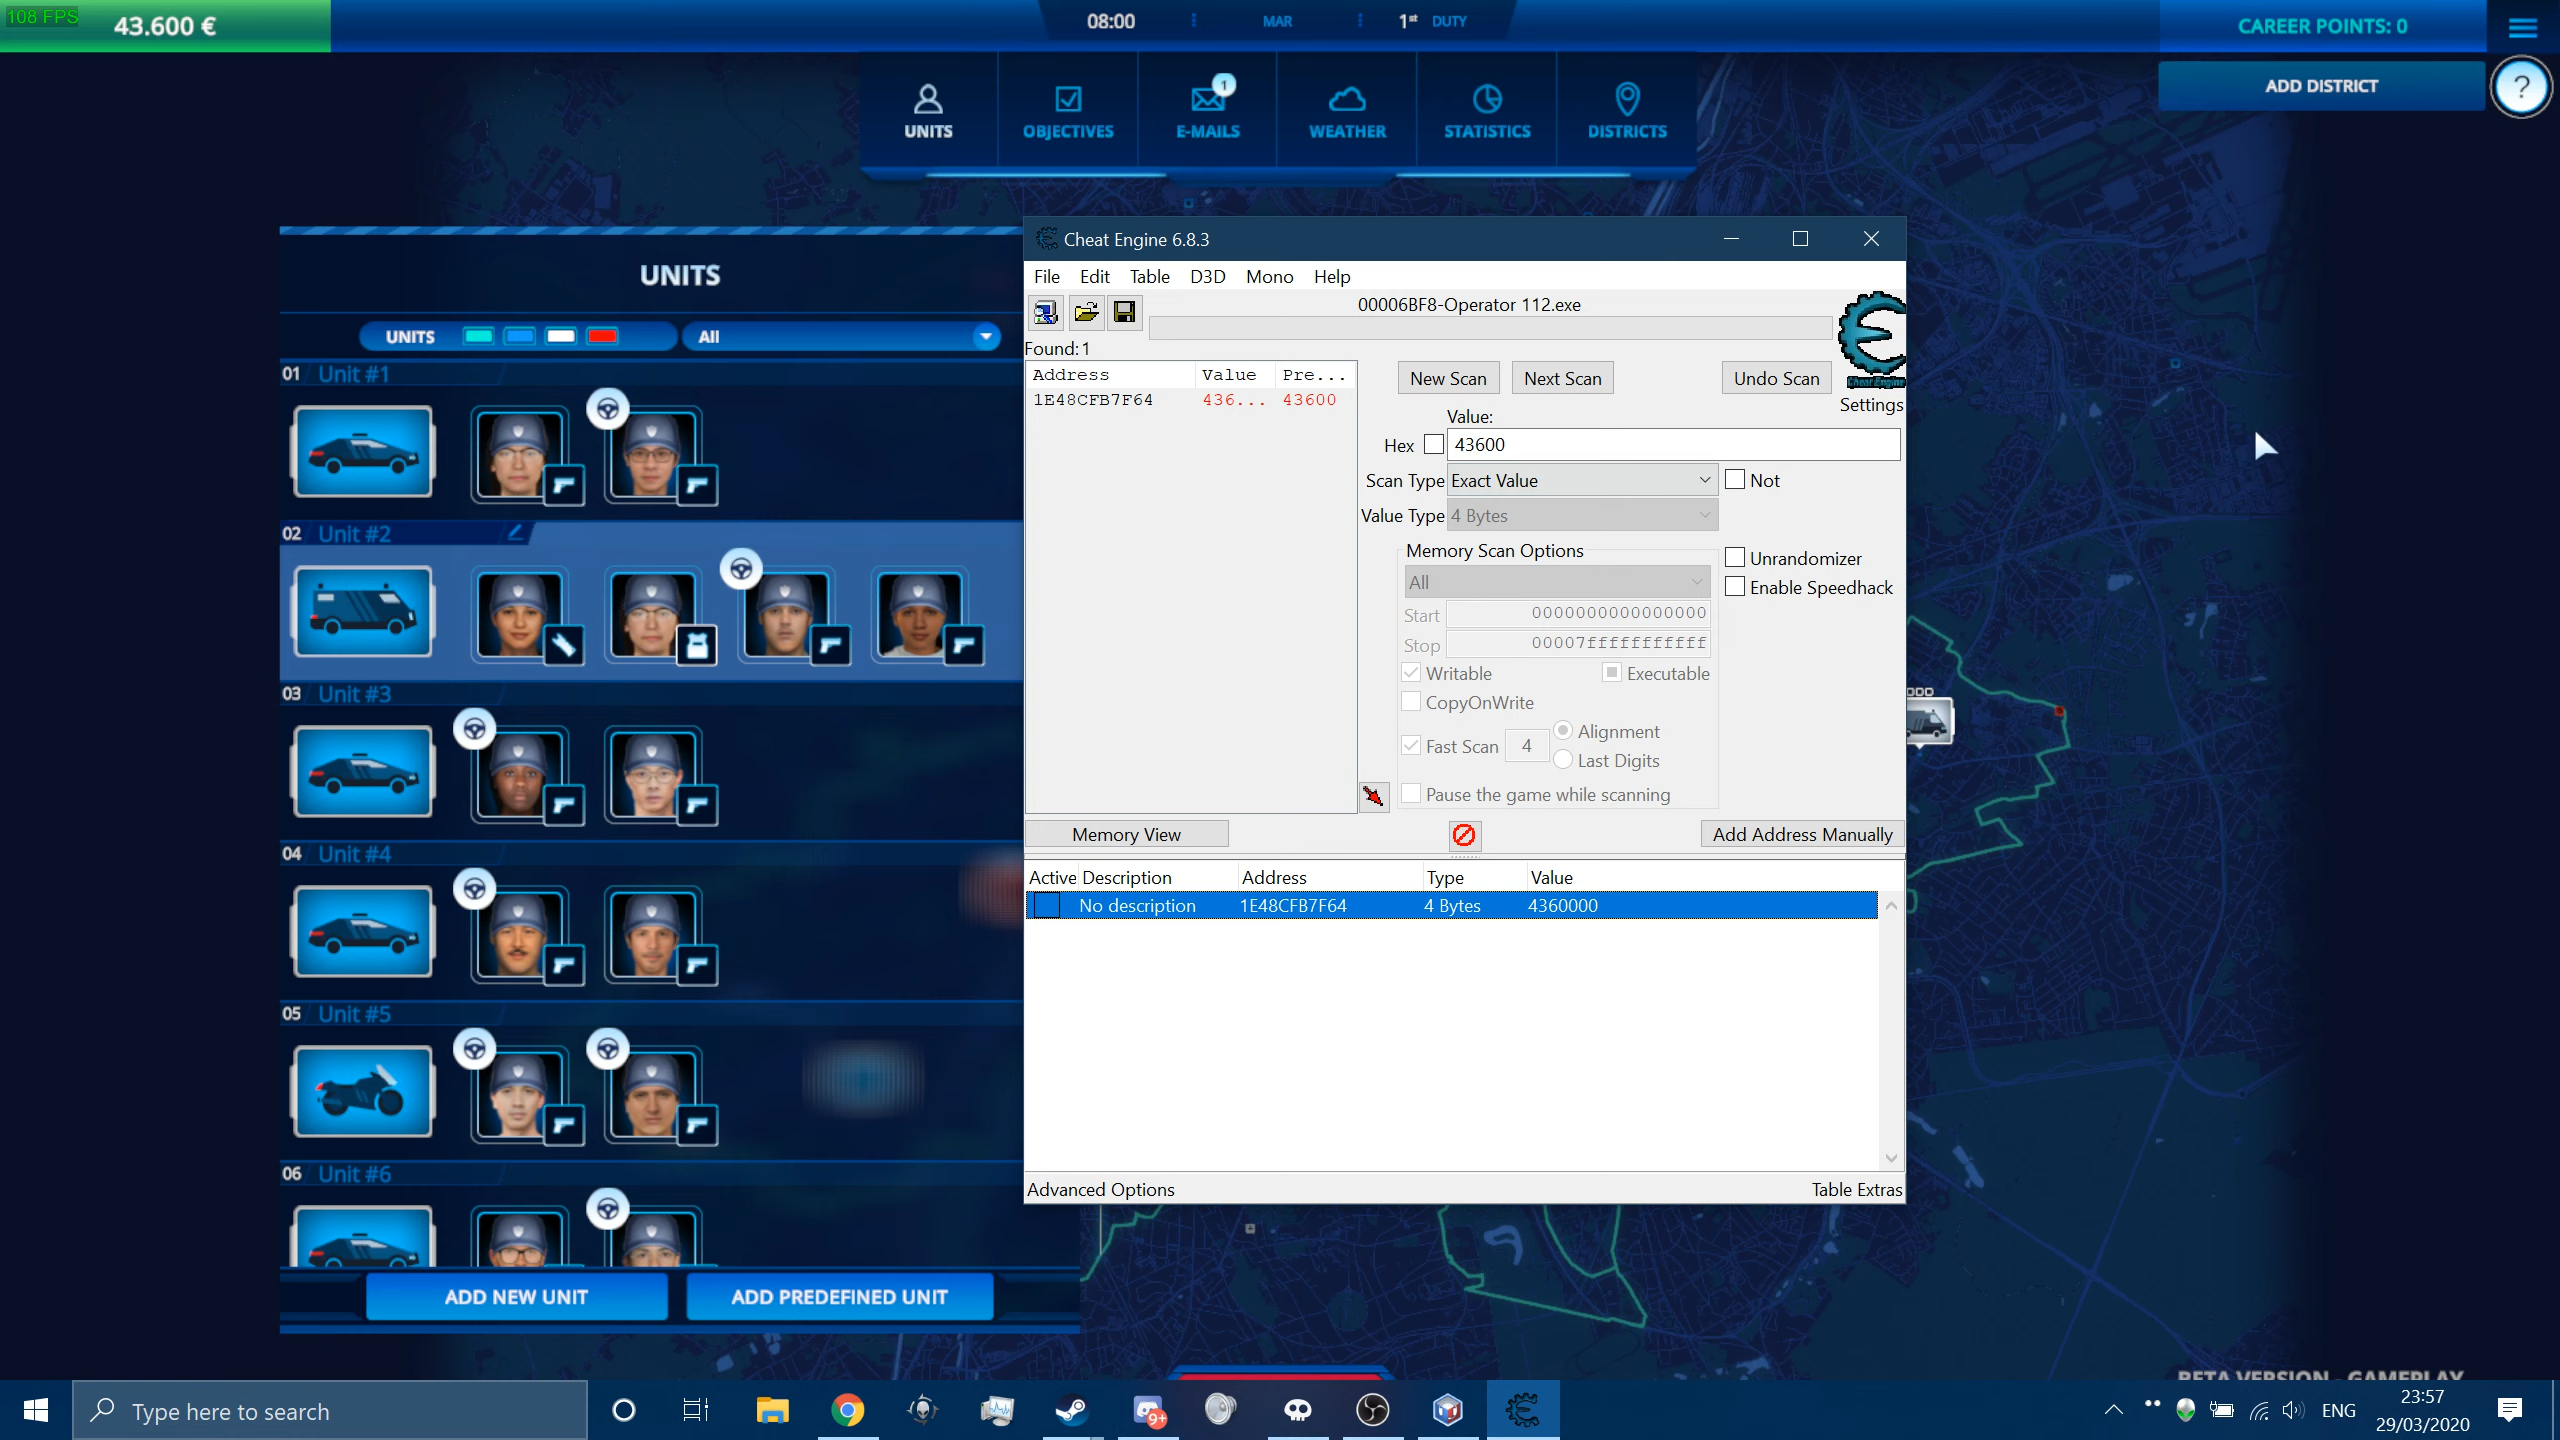 108 FPS
43.600 €
08:00 MAR 1st DUTY
CAREER POINTS: 0
ADD DISTRICT
?
UNITS
OBJECTIVES
1
E-MAILS
WEATHER
STATISTICS
DISTRICTS
UNITS
UNITS
All
01 Unit #1
02 Unit #2
03 Unit #3
04 Unit #4
05 Unit #5
06 Unit #6
ADD NEW UNIT
ADD PREDEFINED UNIT
Cheat Engine 6.8.3
File Edit Table D3D Mono Help
00006BF8-Operator 112.exe
Found: 1
Address Value Pre...
1E48CFB7F64 436... 43600
New Scan
Next Scan
Undo Scan
Cheat Engine
Settings
Value:
Hex 43600
Scan Type Exact Value
Not
Value Type 4 Bytes
Memory Scan Options
All
Start 0000000000000000
Stop 00007fffffffffff
Writable
Executable
CopyOnWrite
Fast Scan 4
Alignment
Last Digits
Pause the game while scanning
Unrandomizer
Enable Speedhack
Memory View
Add Address Manually
Active Description Address Type Value
No description 1E48CFB7F64 4 Bytes 4360000
Advanced Options
Table Extras
BETA VERSION - GAMEPLAY
Type here to search
9+
ENG
23:57
29/03/2020